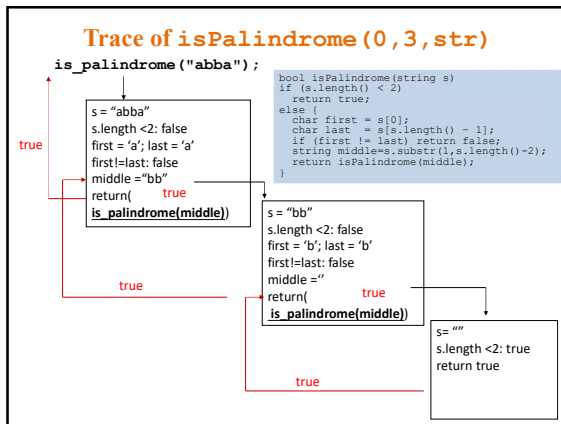 Trace of isPalindrome(0,3,str)
is_palindrome("abba");
bool isPalindrome(string s)
if (s.length() < 2)
return true;
else {
char first = s[0];
char last = s[s.length() - 1];
if (first != last) return false;
string middle=s.substr(1,s.length()-2);
return isPalindrome(middle);
}
true
s = “abba”
s.length <2: false
first = ‘a’; last = ‘a’
first!=last: false
middle =“bb”
return( true
is_palindrome(middle))
true
s = “bb”
s.length <2: false
first = ‘b’; last = ‘b’
first!=last: false
middle =‘’
return( true
is_palindrome(middle))
true
s= “”
s.length <2: true
return true